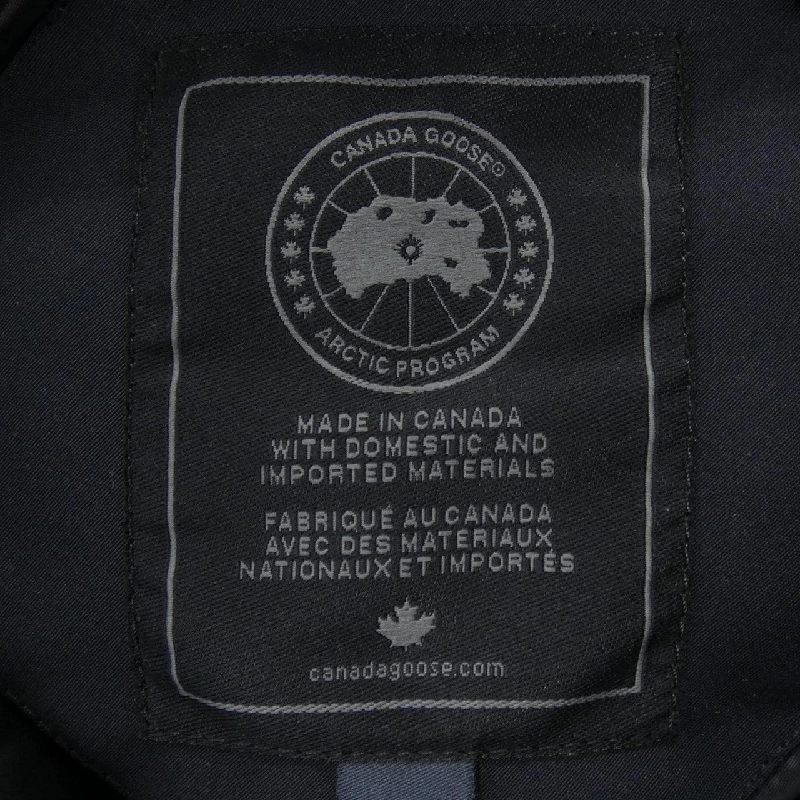 CANADA GOOSE®
ARCTIC PROGRAM
MADE IN CANADA
WITH DOMESTIC AND
IMPORTED MATERIALS
FABRIQUÉ AU CANADA
AVEC DES MATÉRIAUX
NATIONAUX ET IMPORTÉS
canadagoose.com